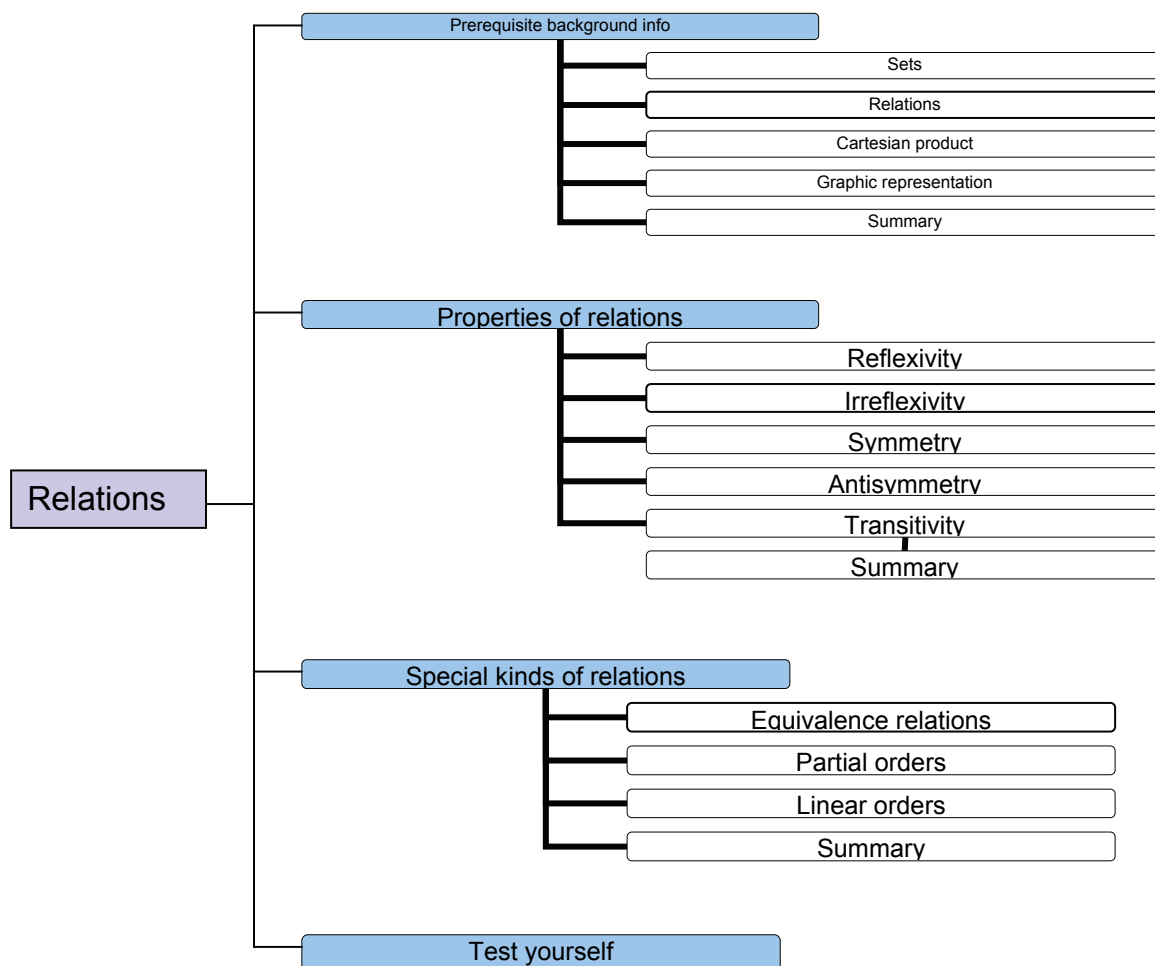 Prerequisite background info
Sets
Relations
Cartesian product
Graphic representation
Summary
Properties of relations
Reflexivity
Irreflexivity
Symmetry
Antisymmetry
Transitivity
Summary
Relations
Special kinds of relations
Equivalence relations
Partial orders
Linear orders
Summary
Test yourself